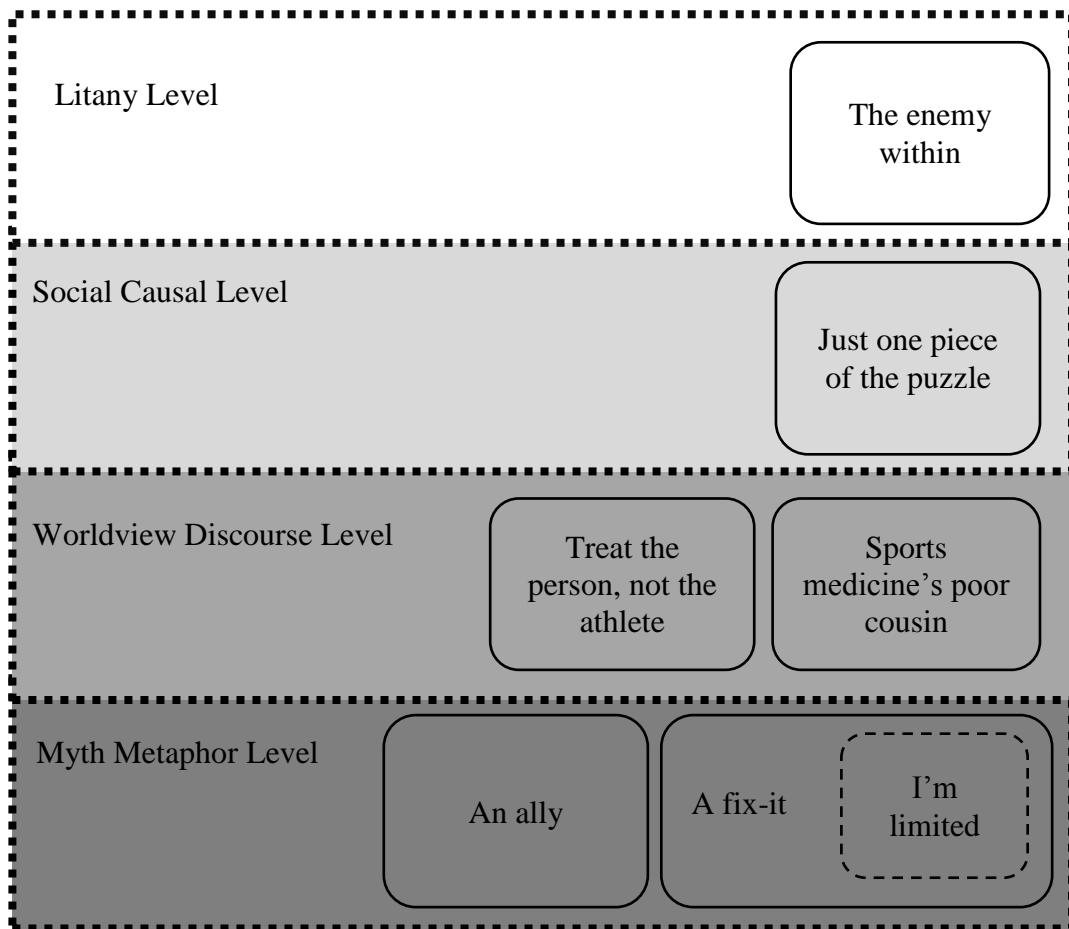 Litany Level
The enemy
within
Social Causal Level
Just one piece
of the puzzle
Worldview Discourse Level
Treat the
person, not the
athlete
Sports
medicine’s poor
cousin
Myth Metaphor Level
An ally
A fix-it
I’m
limited